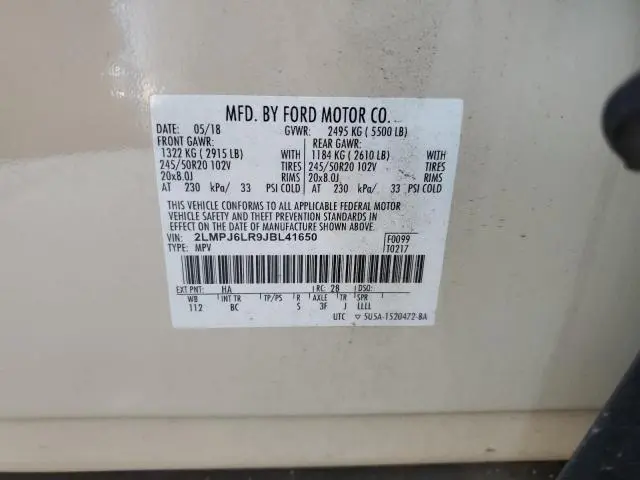 MFD. BY FORD MOTOR CO.
DATE: 05/18 GVWR: 2495 KG ( 5500 LB)
FRONT GAWR: REAR GAWR:
1322 KG ( 2915 LB) WITH 1184 KG ( 2610 LB) WITH
245/50R20 102V TIRES 245/50R20 102V TIRES
20x8.0J RIMS 20x8.0J RIMS
AT 230 kPa/ 33 PSI COLD AT 230 kPa/ 33 PSI COLD
THIS VEHICLE CONFORMS TO ALL APPLICABLE FEDERAL MOTOR
VEHICLE SAFETY AND THEFT PREVENTION STANDARDS IN
EFFECT ON THE DATE OF MANUFACTURE SHOWN ABOVE.
VIN: 2LMPJ6LR9JBL41650 F0099
TYPE: MPV T0217
EXT PNT: HA RC: 28 DSO:
WB INT TR TP/PS R AXLE TR SPR
112 BC S 3F J LLLL
UTC ▽ 5U5A-1520472-BA